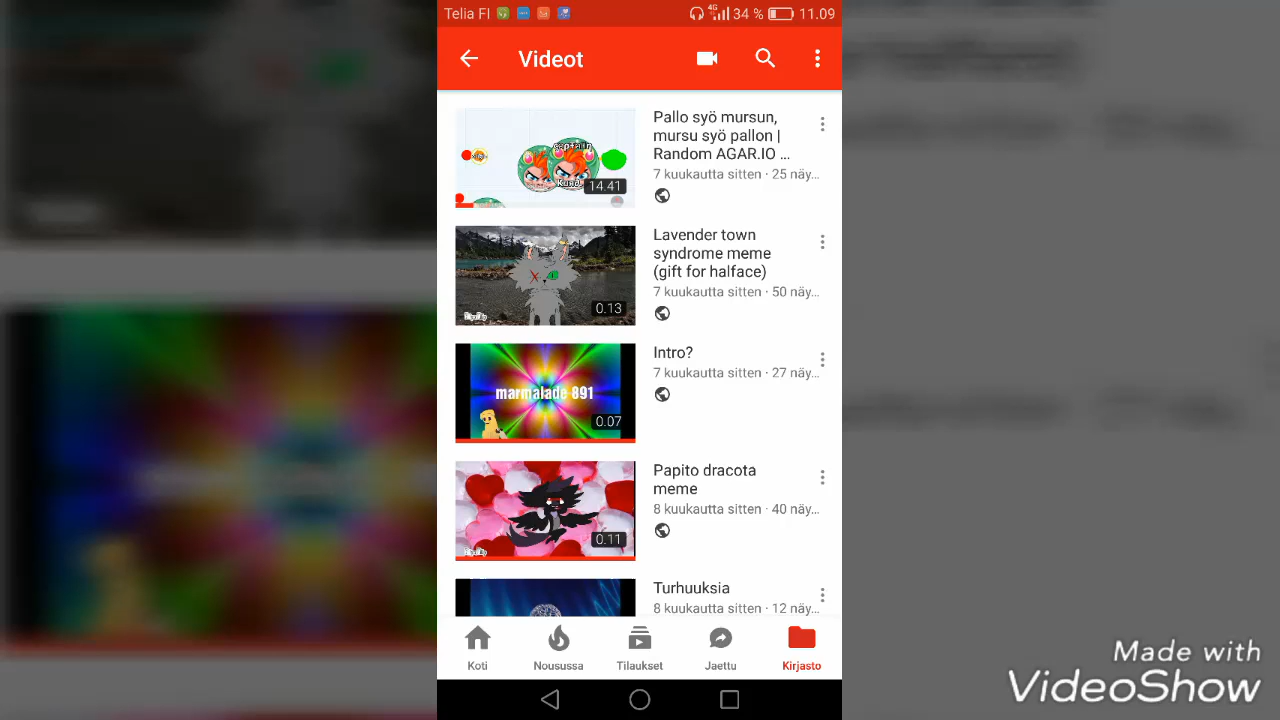 Telia FI 4G 34 % 11.09
Videot
Pallo syö mursun,
mursu syö pallon |
Random AGAR.IO ...
7 kuukautta sitten · 25 näy...
14.41
Lavender town
syndrome meme
(gift for halface)
7 kuukautta sitten · 50 näy...
0.13
Intro?
7 kuukautta sitten · 27 näy...
marmalade 891
0.07
Papito dracota
meme
8 kuukautta sitten · 40 näy...
0.11
Turhuuksia
8 kuukautta sitten · 12 näy...
Koti Nousussa Tilaukset Jaettu Kirjasto
Made with
VideoShow